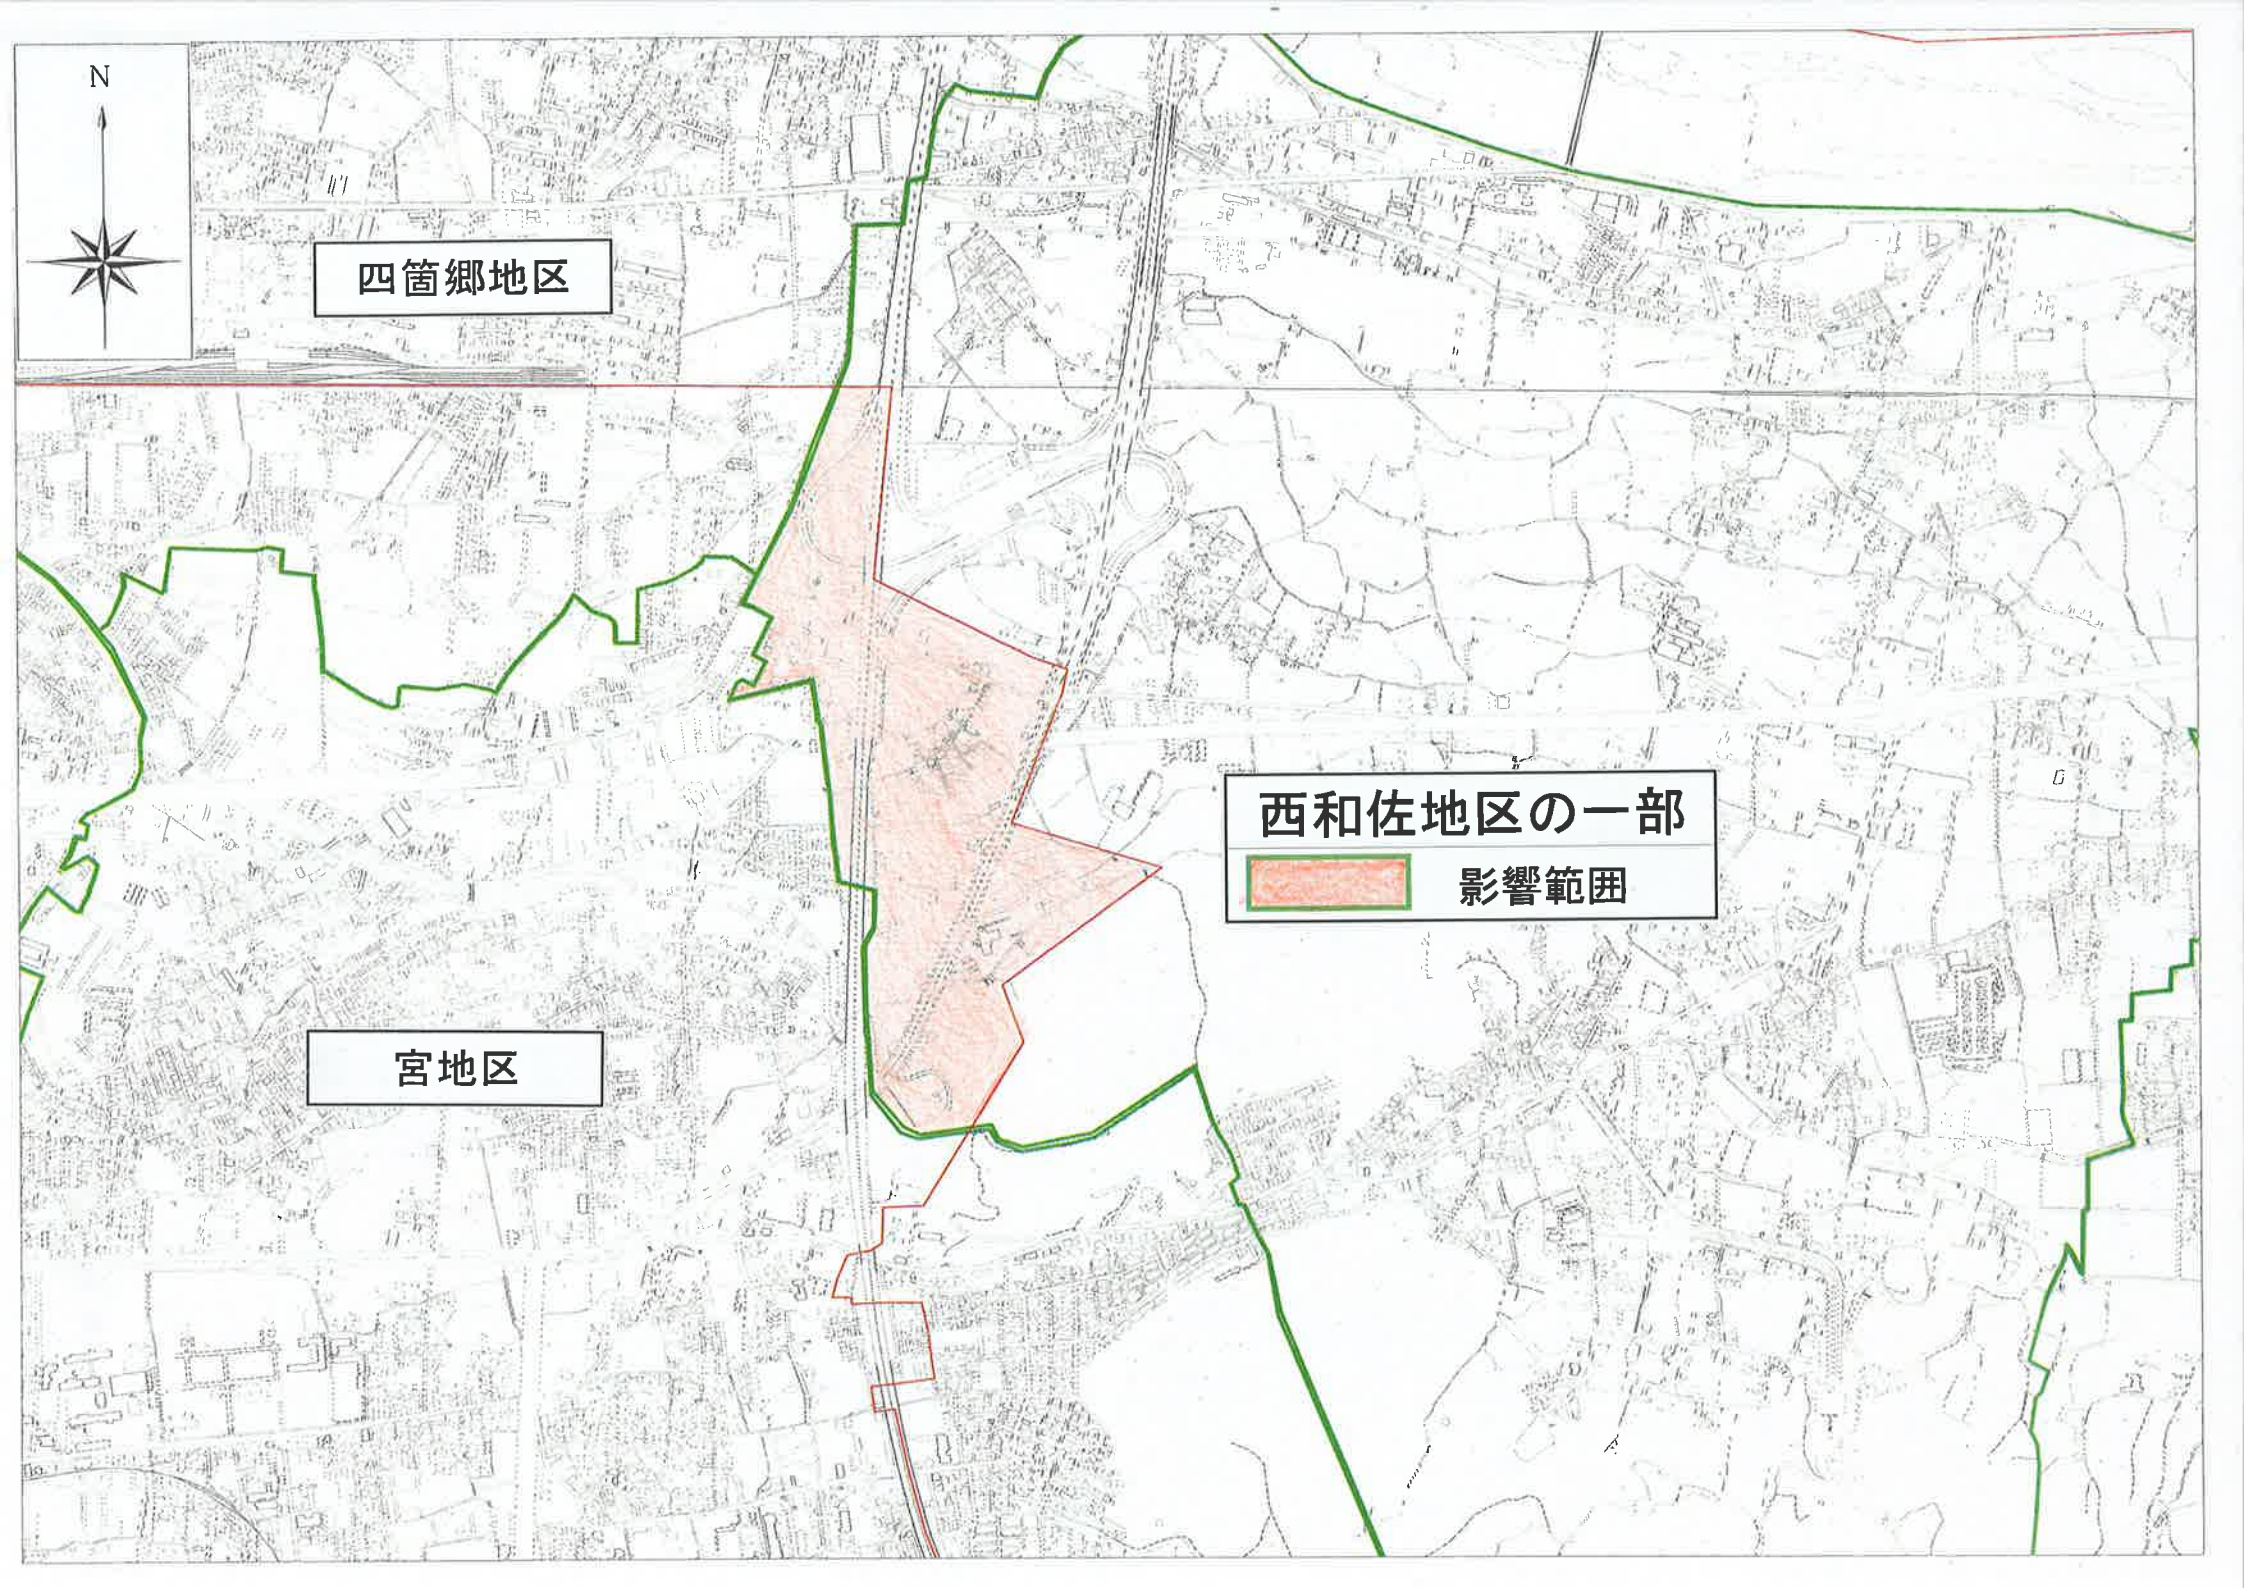 N
四箇郷地区
西和佐地区の一部
影響範囲
宮地区